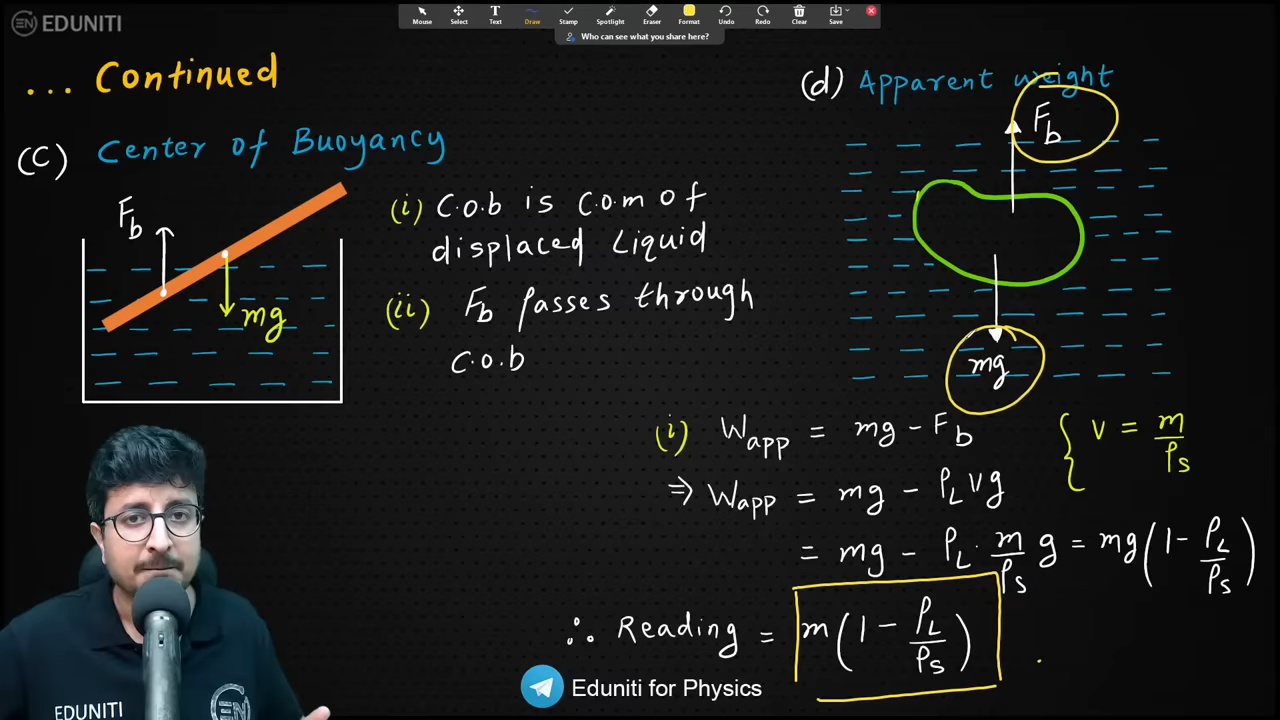 EDUNITI
Mouse Select Text Draw Stamp Spotlight Eraser Format Undo Redo Clear Save
Who can see what you share here?
... Continued
(C) Center of Buoyancy
F_b
mg
(i) C.O.b is C.O.m of
displaced Liquid
(ii) F_b passes through
C.O.b
(d) Apparent weight
F_b
mg
(i) W_app = mg - F_b
{ V = m/ρ_s
⇒ W_app = mg - ρ_L V g
= mg - ρ_L · m/ρ_s g = mg(1 - ρ_L/ρ_s)
∴ Reading = m(1 - ρ_L/ρ_s)
Eduniti for Physics
EDUNITI
EN